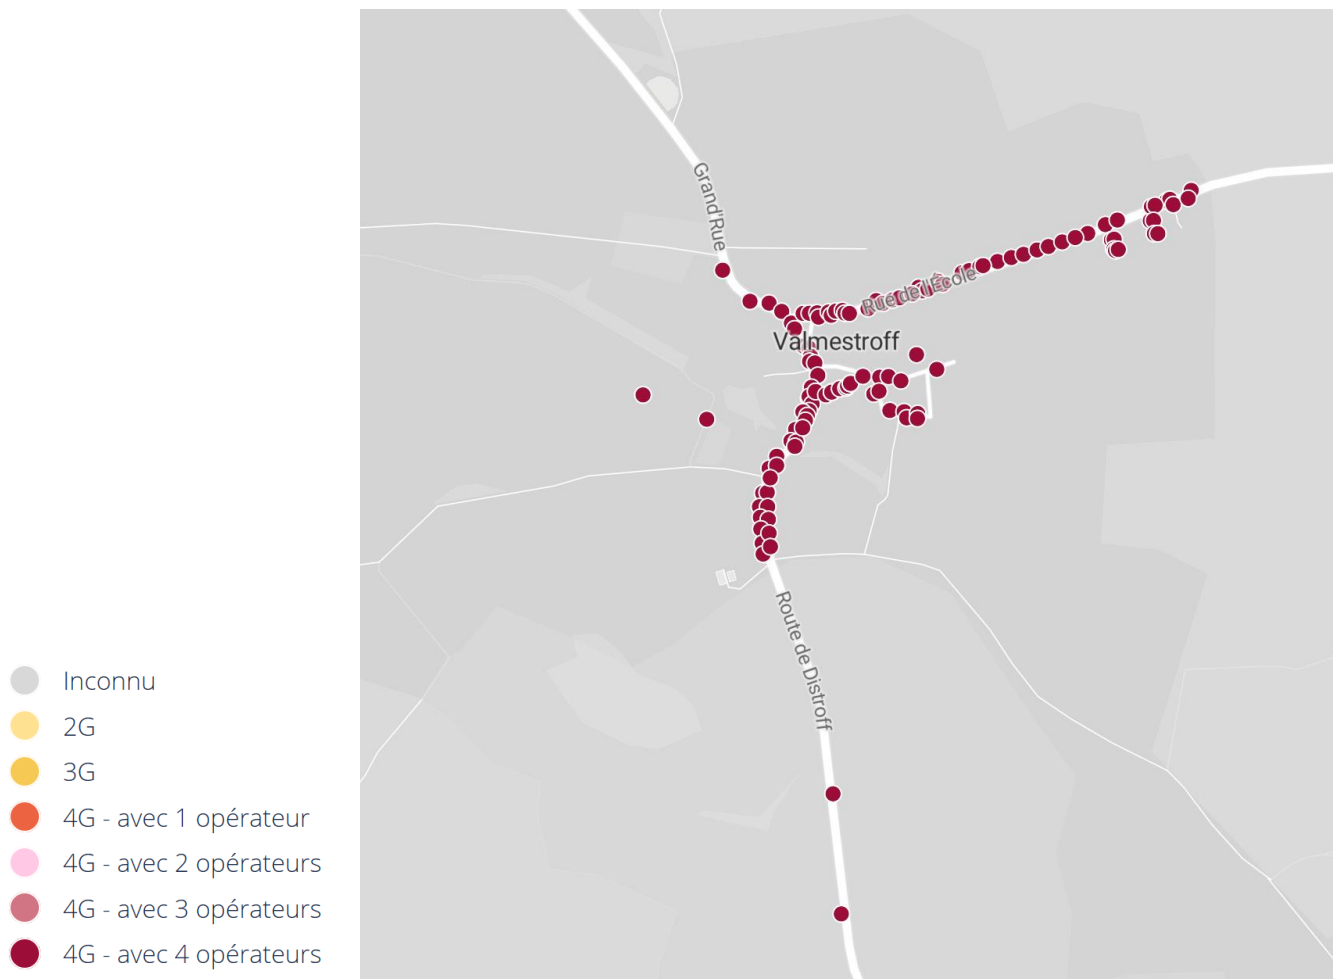 Grand'Rue
Rue de l'École
Valmestroff
Route de Distroff
Inconnu
2G
3G
4G - avec 1 opérateur
4G - avec 2 opérateurs
4G - avec 3 opérateurs
4G - avec 4 opérateurs